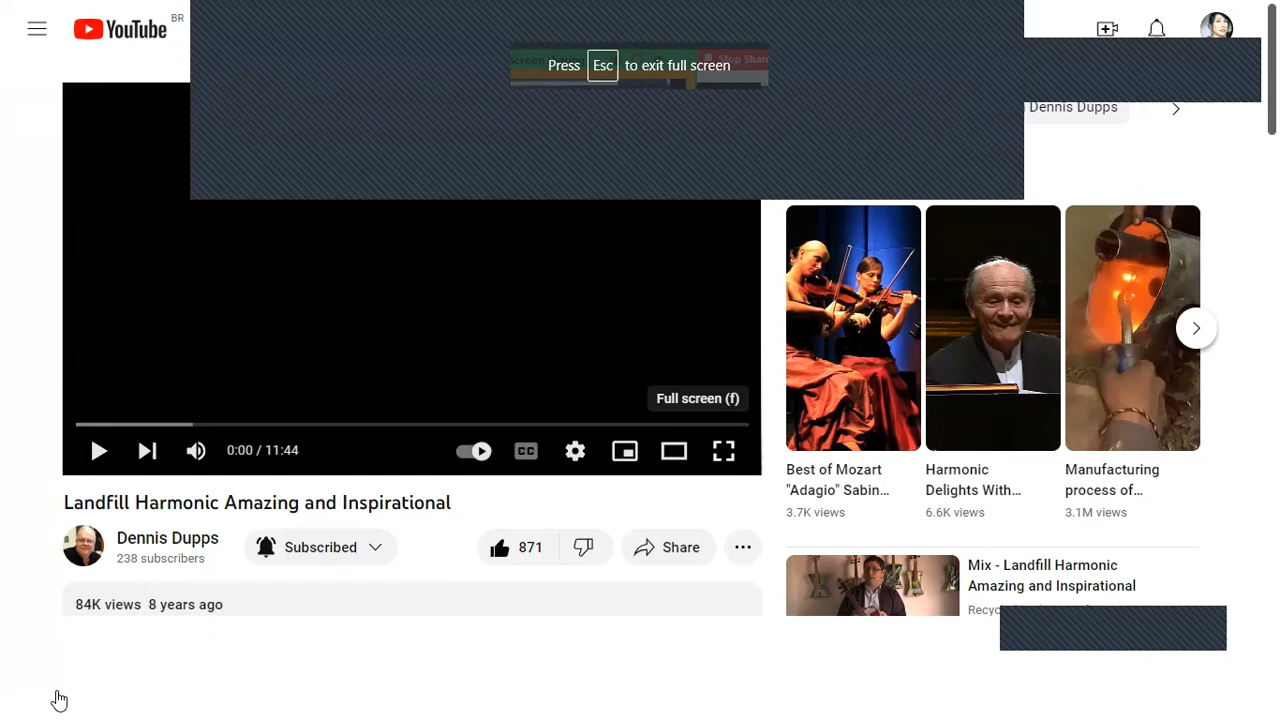 YouTube BR
Press Esc to exit full screen
Stop Shar
Dennis Dupps
Full screen (f)
0:00 / 11:44
CC
Landfill Harmonic Amazing and Inspirational
Dennis Dupps
238 subscribers
Subscribed
871
Share
84K views 8 years ago
Best of Mozart
"Adagio" Sabin...
3.7K views
Harmonic
Delights With...
6.6K views
Manufacturing
process of...
3.1M views
Mix - Landfill Harmonic
Amazing and Inspirational